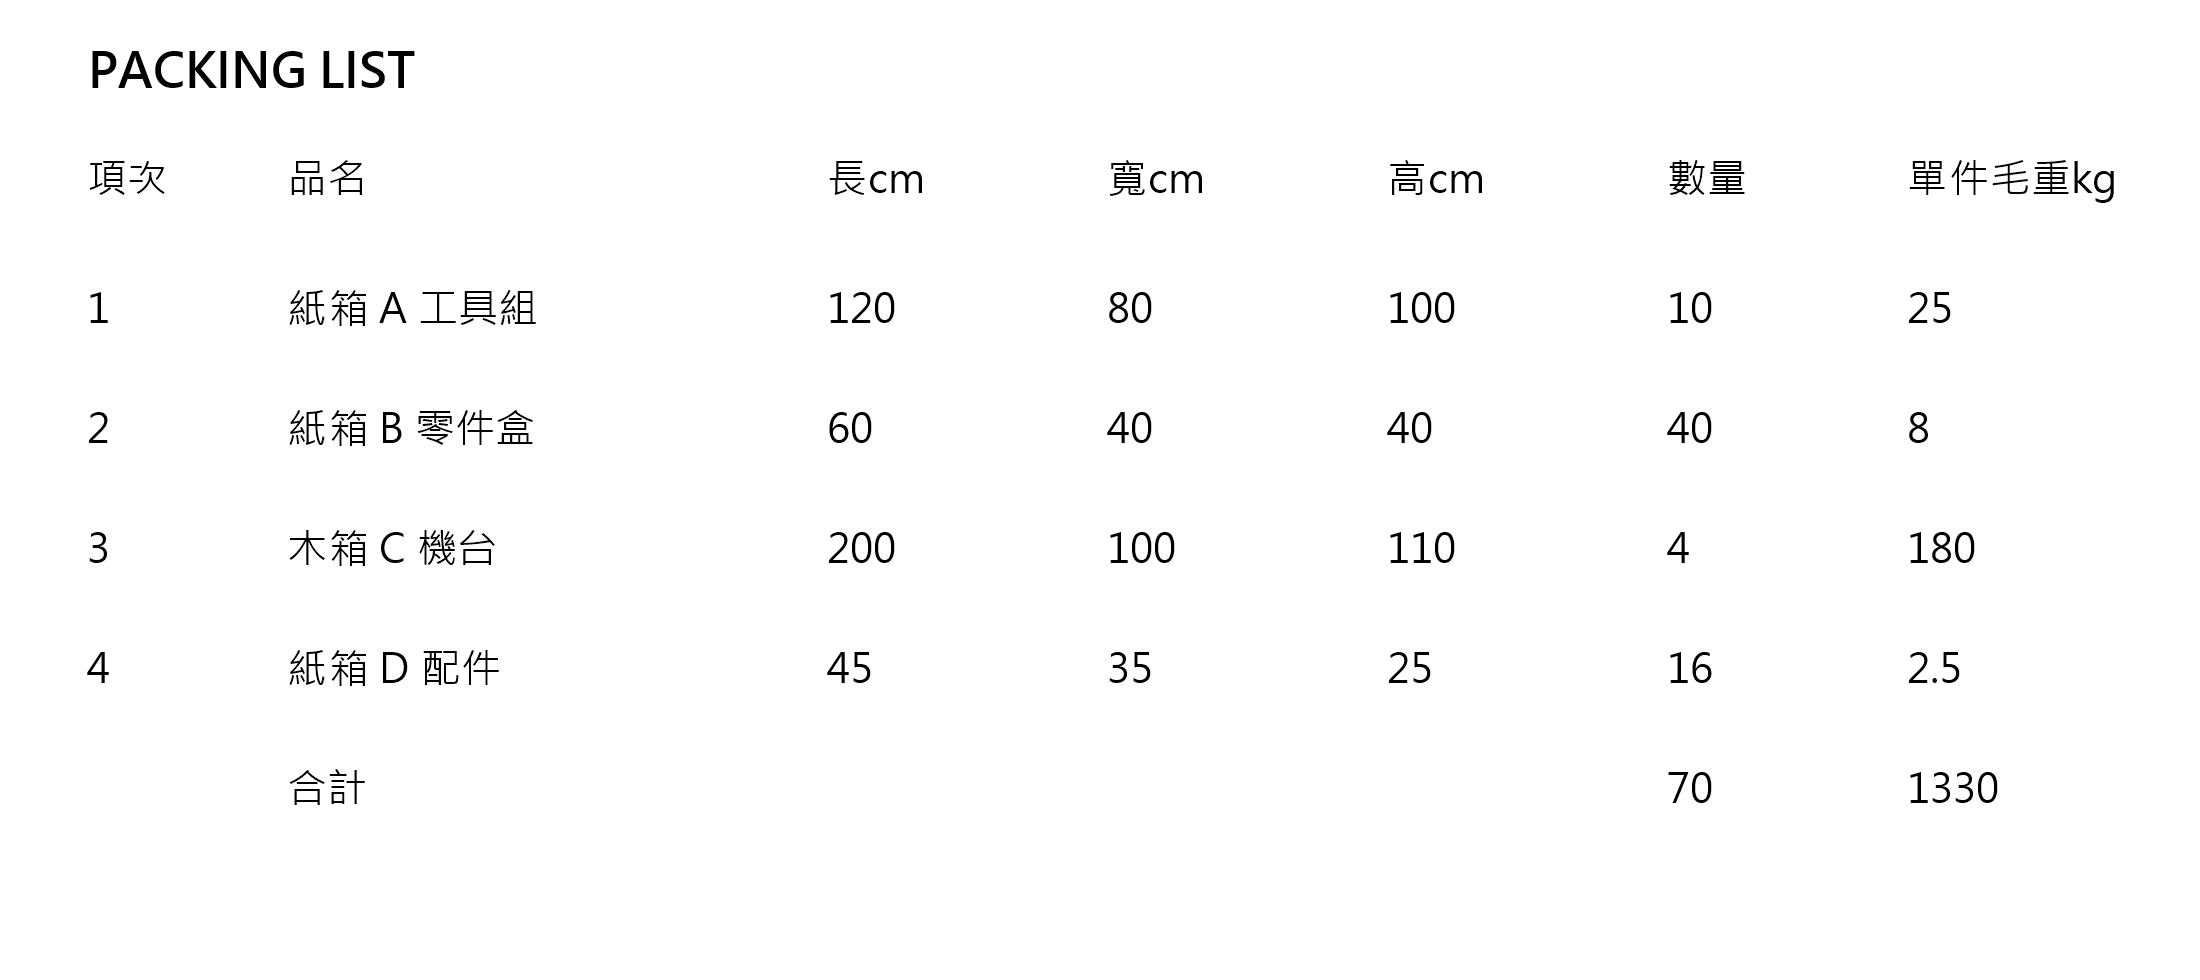 PACKING LIST
項次 品名 長cm 寬cm 高cm 數量 單件毛重kg
1 紙箱 A 工具組 120 80 100 10 25
2 紙箱 B 零件盒 60 40 40 40 8
3 木箱 C 機台 200 100 110 4 180
4 紙箱 D 配件 45 35 25 16 2.5
合計 70 1330